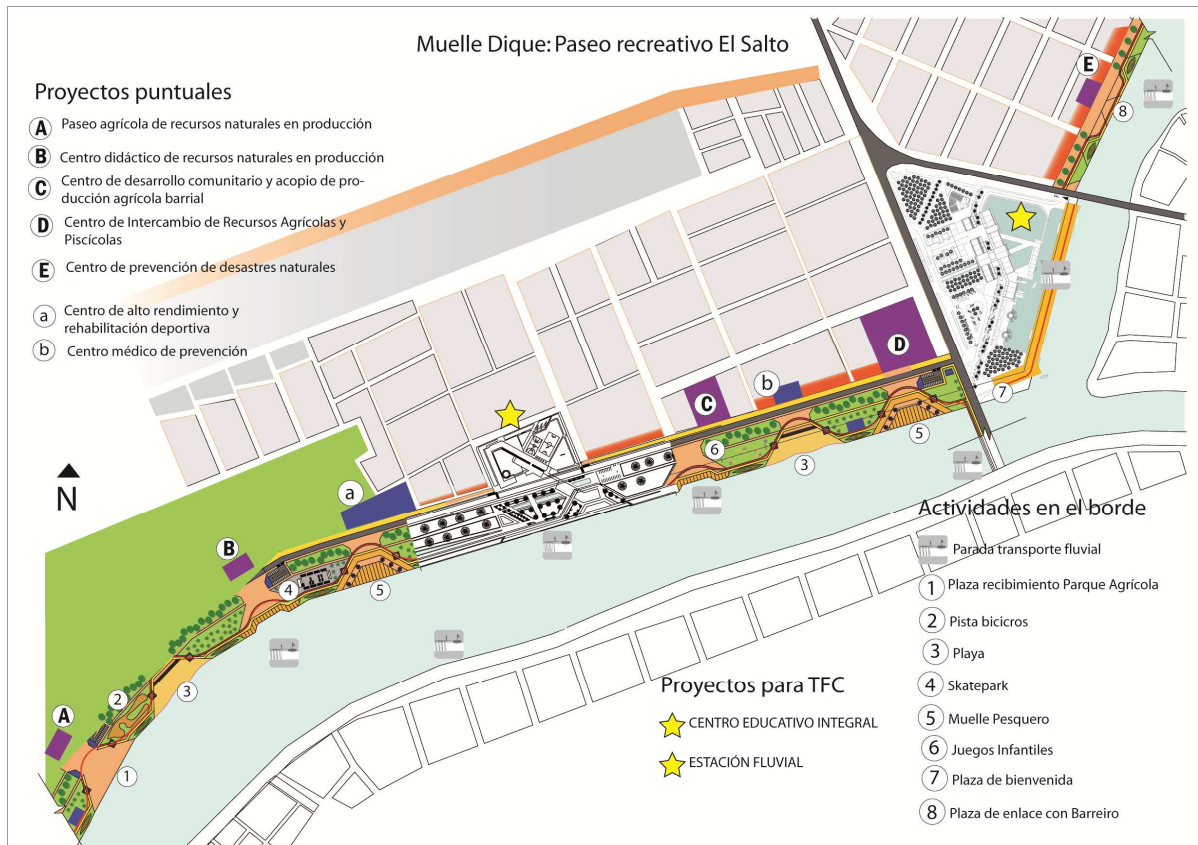 Muelle Dique: Paseo recreativo El Salto
Proyectos puntuales
A Paseo agrícola de recursos naturales en producción
B Centro didáctico de recursos naturales en producción
C Centro de desarrollo comunitario y acopio de pro-
ducción agrícola barrial
D Centro de Intercambio de Recursos Agrícolas y
Piscícolas
E Centro de prevención de desastres naturales
a Centro de alto rendimiento y
rehabilitación deportiva
b Centro médico de prevención
E
8
D
b
C
7
5
6
3
a
B
4
5
2
3
A
1
N
Proyectos para TFC
CENTRO EDUCATIVO INTEGRAL
ESTACIÓN FLUVIAL
Actividades en el borde
Parada transporte fluvial
1 Plaza recibimiento Parque Agrícola
2 Pista bicicros
3 Playa
4 Skatepark
5 Muelle Pesquero
6 Juegos Infantiles
7 Plaza de bienvenida
8 Plaza de enlace con Barreiro